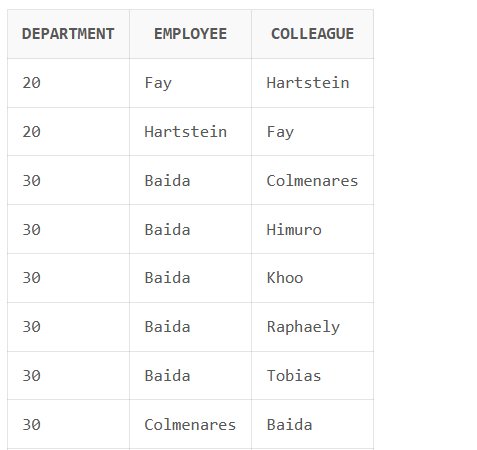 DEPARTMENT EMPLOYEE COLLEAGUE
20 Fay Hartstein
20 Hartstein Fay
30 Baida Colmenares
30 Baida Himuro
30 Baida Khoo
30 Baida Raphaely
30 Baida Tobias
30 Colmenares Baida